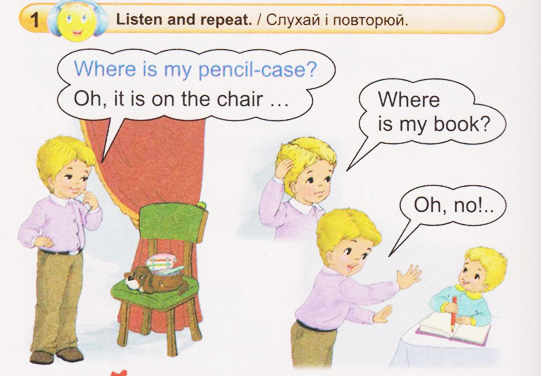 1 Listen and repeat. / Слухай і повторюй.
Where is my pencil-case?
Oh, it is on the chair …
Where
is my book?
Oh, no!..